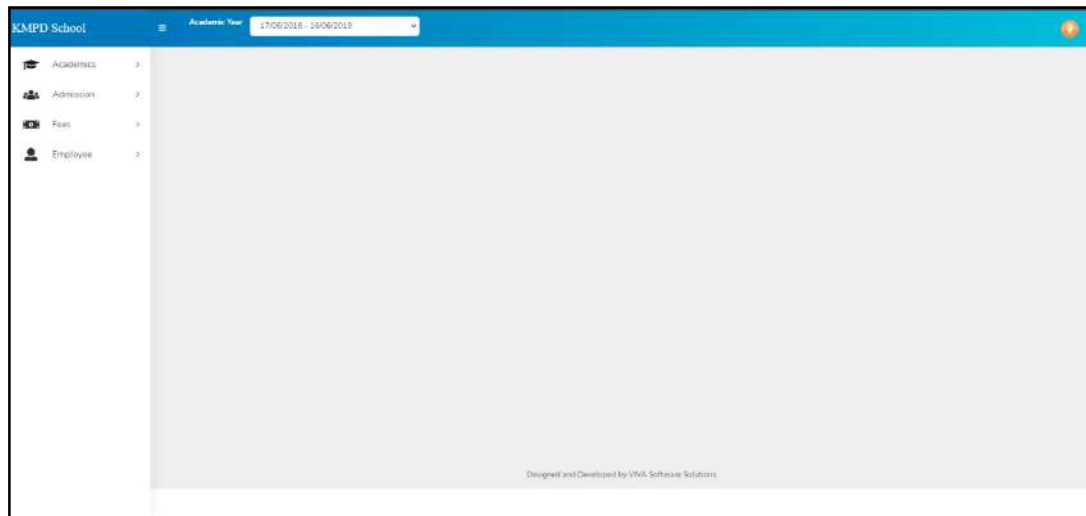 KMPD School
Academic Year
17/06/2018 - 16/06/2019
Academics
Admission
Fees
Employee
Designed and Developed by VIVA Software Solutions